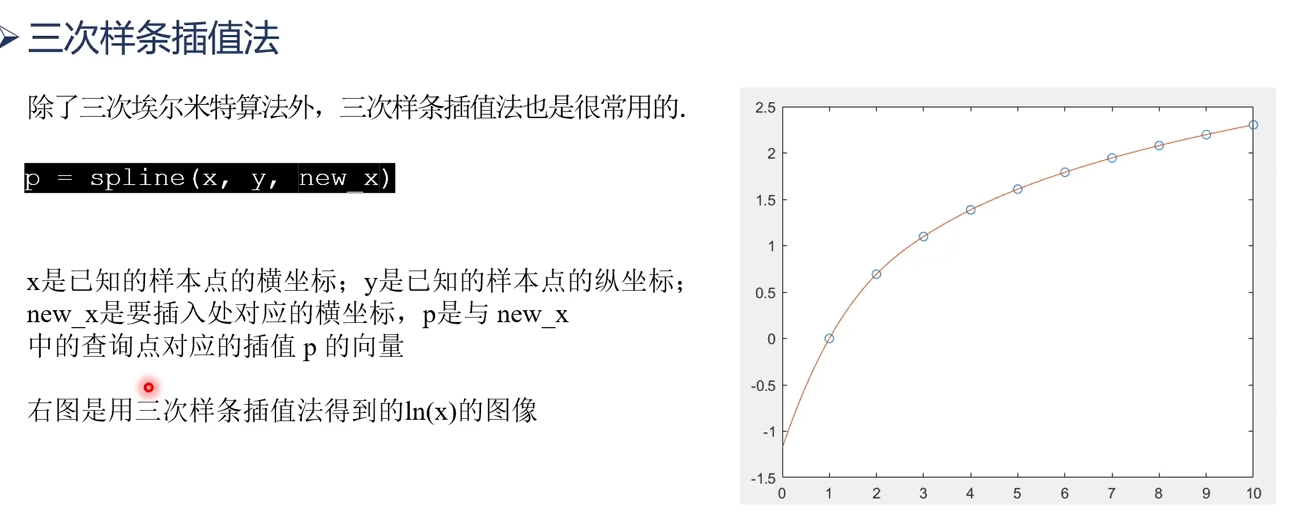 三次样条插值法
除了三次埃尔米特算法外，三次样条插值法也是很常用的.
p = spline(x, y, new_x)
x是已知的样本点的横坐标；y是已知的样本点的纵坐标；
new_x是要插入处对应的横坐标，p是与 new_x
中的查询点对应的插值 p 的向量
右图是用三次样条插值法得到的ln(x)的图像
2.5
2
1.5
1
0.5
0
-0.5
-1
-1.5
0 1 2 3 4 5 6 7 8 9 10